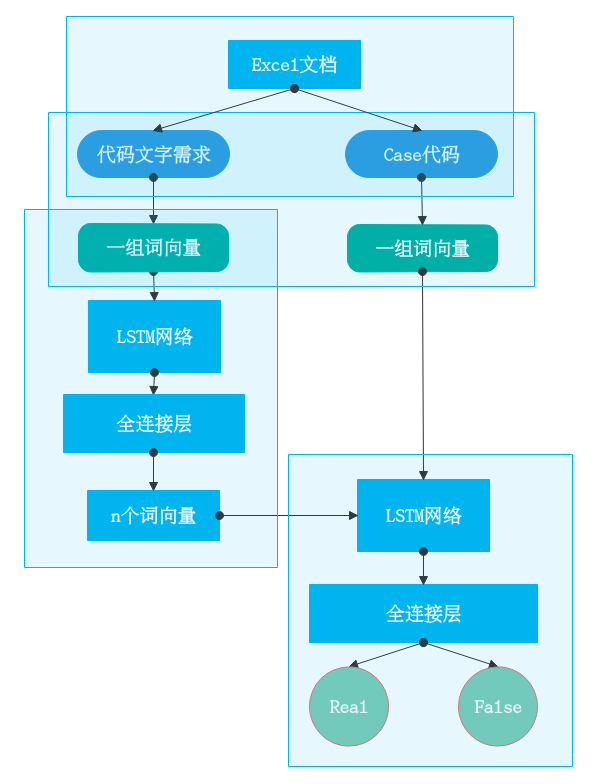 Excel文档
代码文字需求
Case代码
一组词向量
一组词向量
LSTM网络
全连接层
n个词向量
LSTM网络
全连接层
Real
False